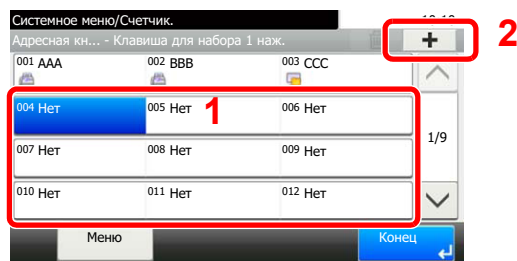 Системное меню/Счетчик.
Адресная кн... - Клавиша для набора 1 наж.
+
2
001 AAA 002 BBB 003 CCC
004 Нет 005 Нет 1 006 Нет
1/9
007 Нет 008 Нет 009 Нет
010 Нет 011 Нет 012 Нет
Меню Конец